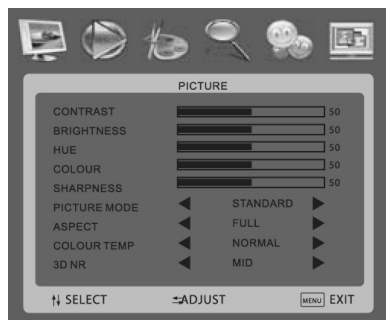 PICTURE
CONTRAST 50
BRIGHTNESS 50
HUE 50
COLOUR 50
SHARPNESS 50
PICTURE MODE STANDARD
ASPECT FULL
COLOUR TEMP NORMAL
3D NR MID
SELECT ADJUST MENU EXIT